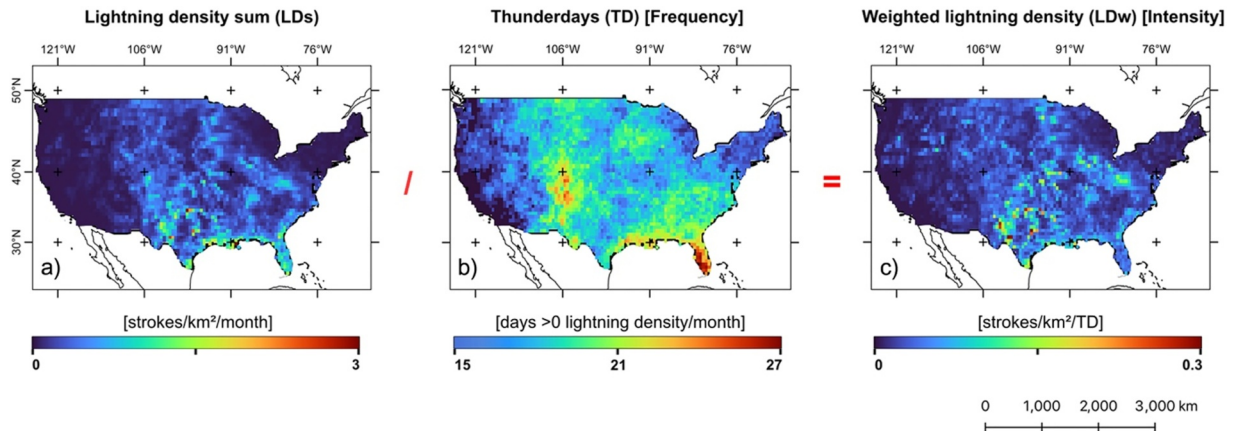 Lightning density sum (LDs)
Thunderdays (TD) [Frequency]
Weighted lightning density (LDw) [Intensity]
121°W 106°W 91°W 76°W
121°W 106°W 91°W 76°W
121°W 106°W 91°W 76°W
50°N
40°N
30°N
/
=
a)
b)
c)
[strokes/km²/month]
[days >0 lightning density/month]
[strokes/km²/TD]
0 3
15 21 27
0 0.3
0 1,000 2,000 3,000 km